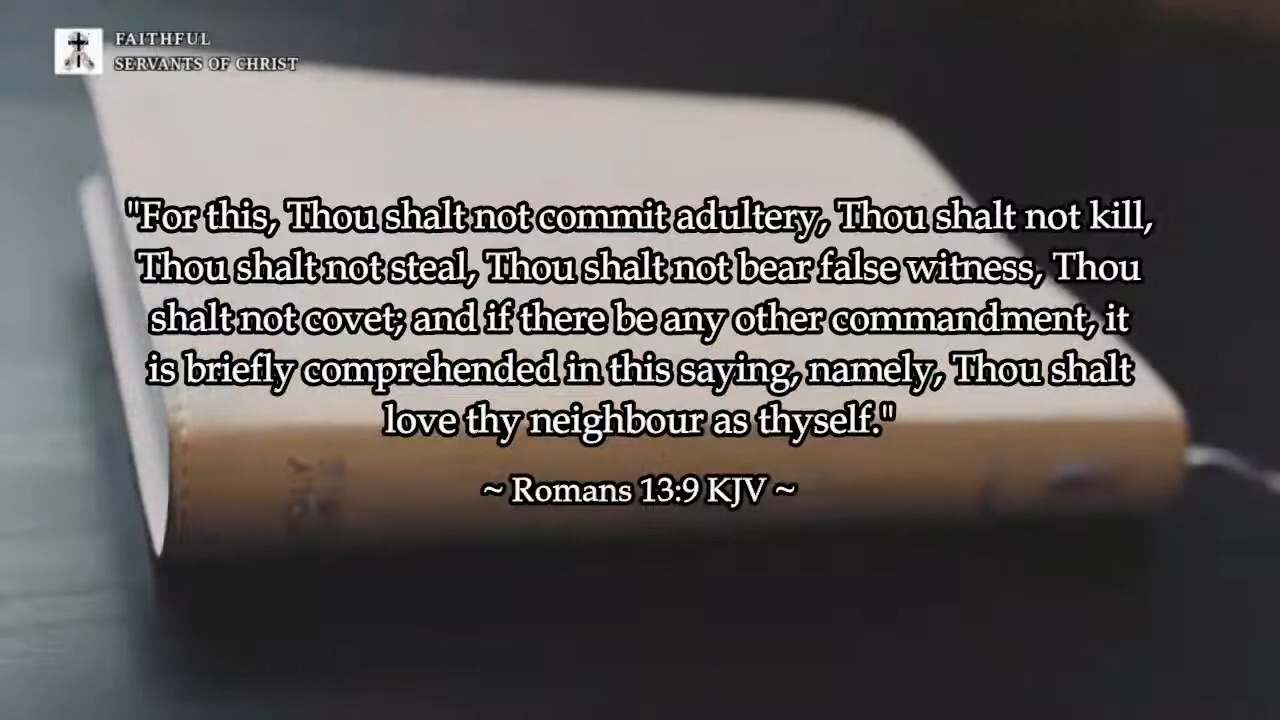 FAITHFUL
SERVANTS OF CHRIST
"For this, Thou shalt not commit adultery, Thou shalt not kill,
Thou shalt not steal, Thou shalt not bear false witness, Thou
shalt not covet; and if there be any other commandment, it
is briefly comprehended in this saying, namely, Thou shalt
love thy neighbour as thyself."
~ Romans 13:9 KJV ~